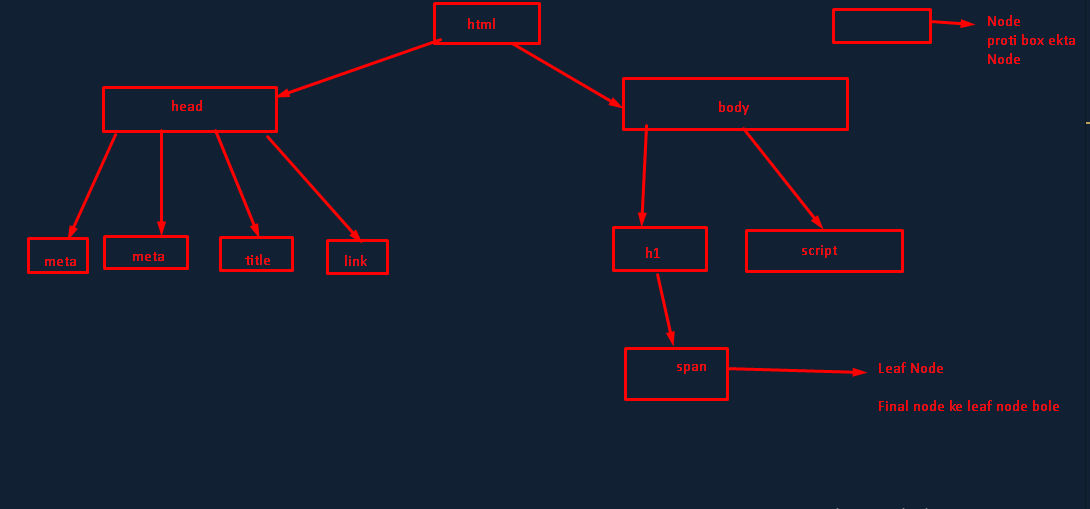 html
Node
proti box ekta
Node
head
body
meta
meta
title
link
h1
script
span
Leaf Node
Final node ke leaf node bole